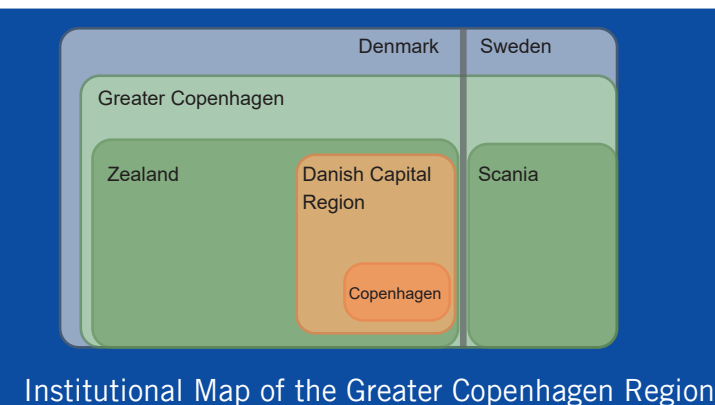 Denmark
Sweden
Greater Copenhagen
Zealand
Danish Capital
Region
Scania
Copenhagen
Institutional Map of the Greater Copenhagen Region